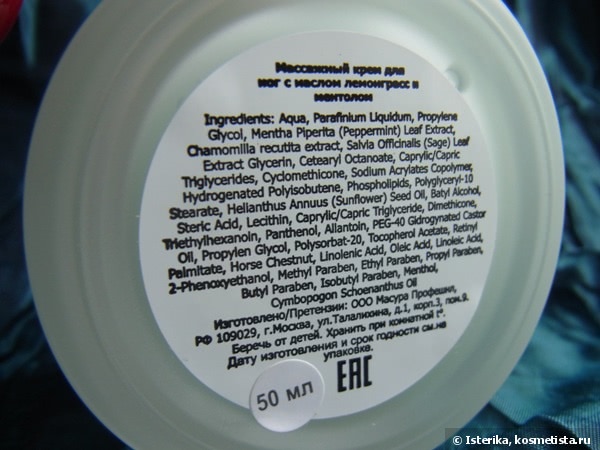 Массажный крем для
ног с маслом лемонграсс и
ментолом
Ingredients: Aqua, Parafinium Liquidum, Propylene
Glycol, Mentha Piperita (Peppermint) Leaf Extract,
Chamomilla recutita extract, Salvia Officinalis (Sage) Leaf
Extract Glycerin, Cetearyl Octanoate, Caprylic/Capric
Triglycerides, Cyclomethicone, Sodium Acrylates Copolymer,
Hydrogenated Polyisobutene, Phospholipids, Polyglyceryl-10
Stearate, Helianthus Annuus (Sunflower) Seed Oil, Batyl Alcohol,
Steric Acid, Lecithin, Caprylic/Capric Triglyceride, Dimethicone,
Triethylhexanoin, Panthenol, Allantoin, PEG-40 Gidrogynated Castor
Oil, Propylen Glycol, Polysorbat-20, Tocopherol Acetate, Retinyl
Palmitate, Horse Chestnut, Linolenic Acid, Oleic Acid, Linoleic Acid,
2-Phenoxyethanol, Methyl Paraben, Ethyl Paraben, Propyl Paraben,
Butyl Paraben, Isobutyl Paraben, Menthol,
Cymbopogon Schoenanthus Oil
Изготовлено/Претензии: ООО Масура Профешнл,
РФ 109029, г.Москва, ул.Талалихина, д.1, корп.3, пом.9.
Беречь от детей. Хранить при комнатной t°.
Дату изготовления и срок годности см.на
упаковке.
50 мл
EAC
© Isterika, kosmetista.ru